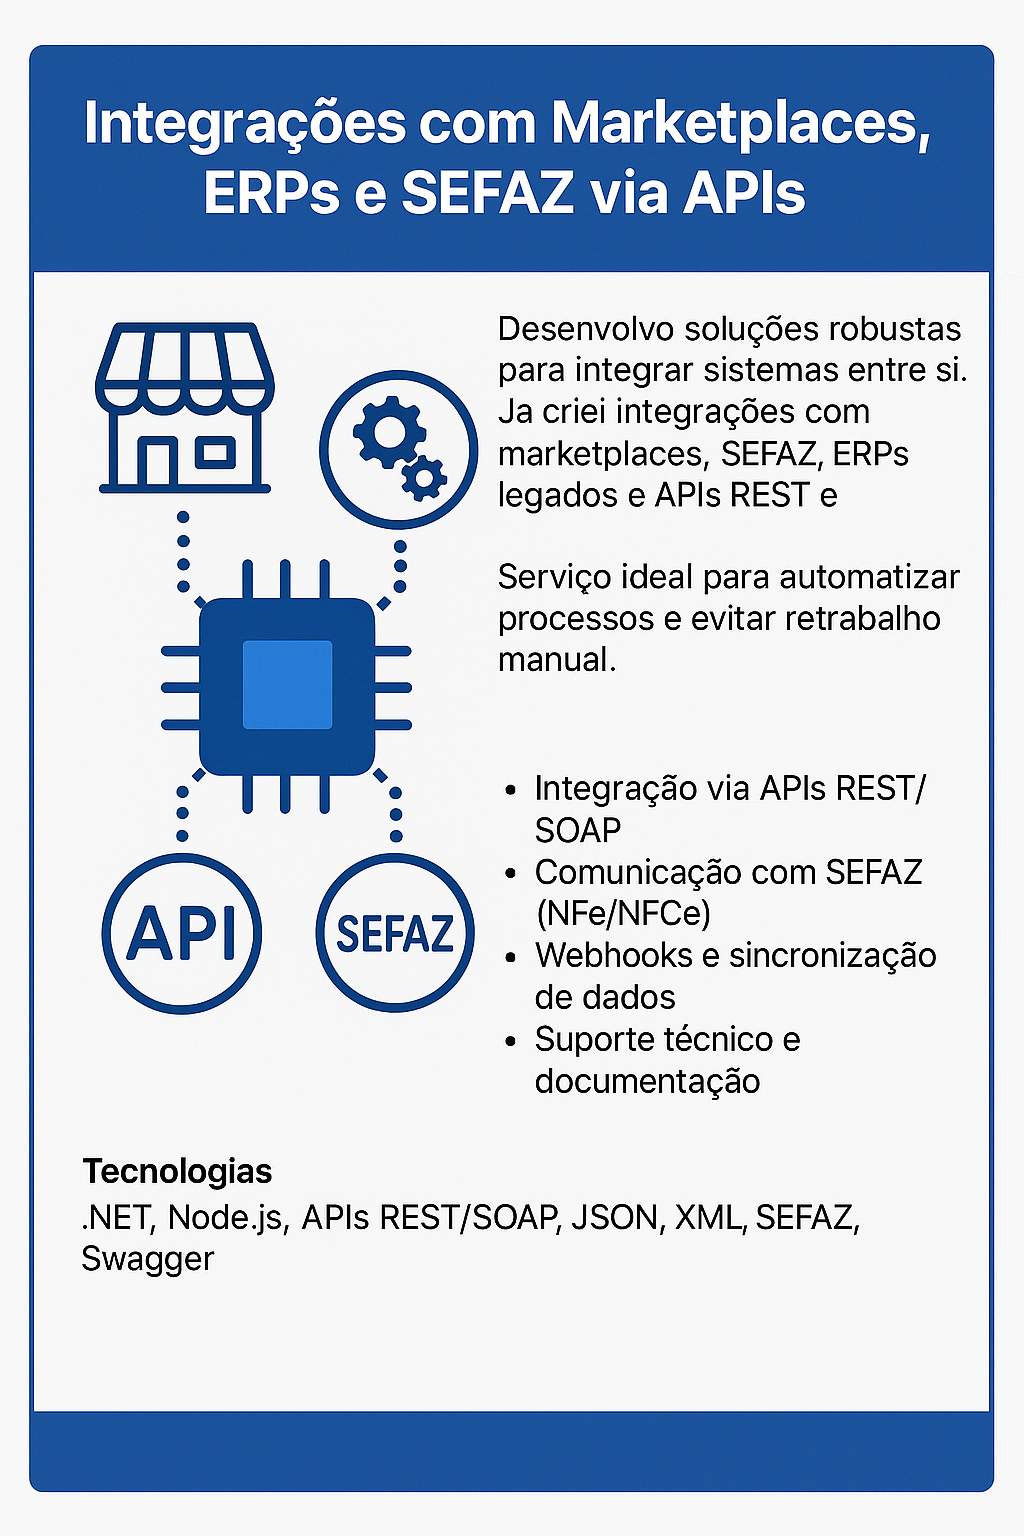 Integrações com Marketplaces,
ERPs e SEFAZ via APIs
Desenvolvo soluções robustas
para integrar sistemas entre si.
Ja criei integrações com
marketplaces, SEFAZ, ERPs
legados e APIs REST e
Serviço ideal para automatizar
processos e evitar retrabalho
manual.
API
SEFAZ
• Integração via APIs REST/
SOAP
• Comunicação com SEFAZ
(NFe/NFCe)
• Webhooks e sincronização
de dados
• Suporte técnico e
documentação
Tecnologias
.NET, Node.js, APIs REST/SOAP, JSON, XML, SEFAZ,
Swagger